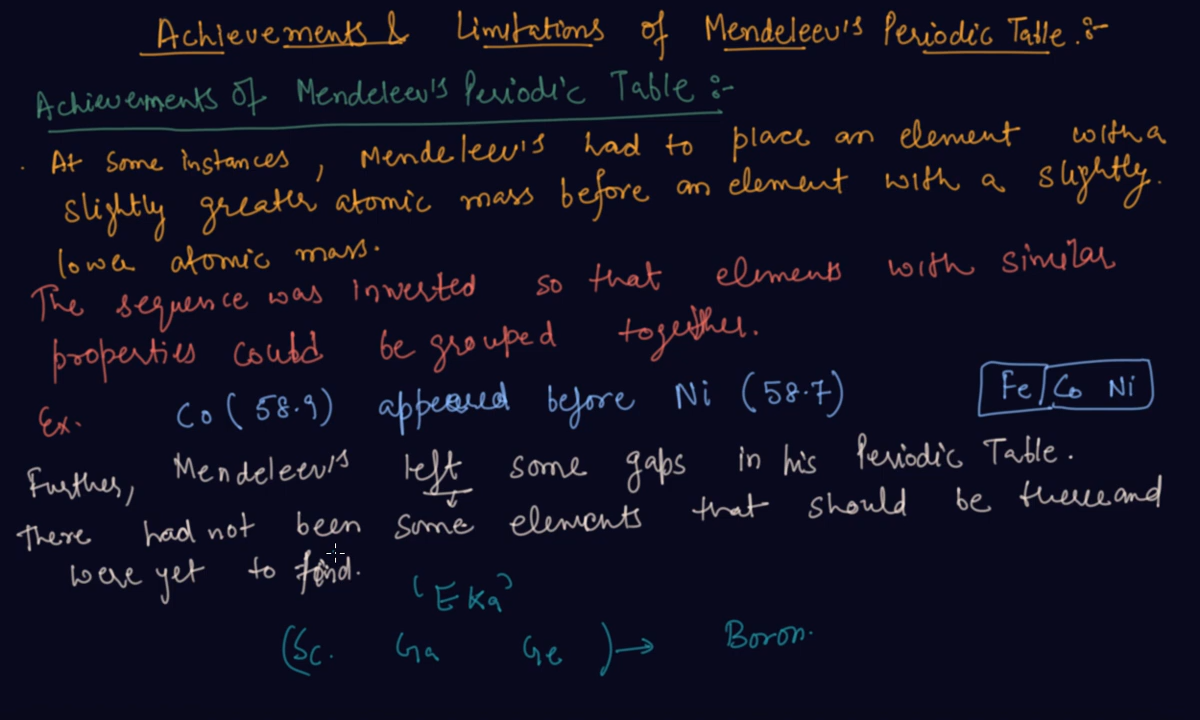 Achievements & Limitations of Mendeleev's Periodic Table :-
Achievements Of Mendeleev's Periodic Table :-
. At some instances, Mendeleev's had to place an element with a
slightly greater atomic mass before an element with a slightly.
lower atomic mass.
The sequence was inverted so that elements with similar
properties could be grouped together.
Ex. Co (58.9) appeared before Ni (58.7) Fe Co Ni
Further, Mendeleev's left some gaps in his Periodic Table.
there had not been some elements that should be there and
were yet to find.
'Eka'
(Sc. Ga Ge) → Boron.